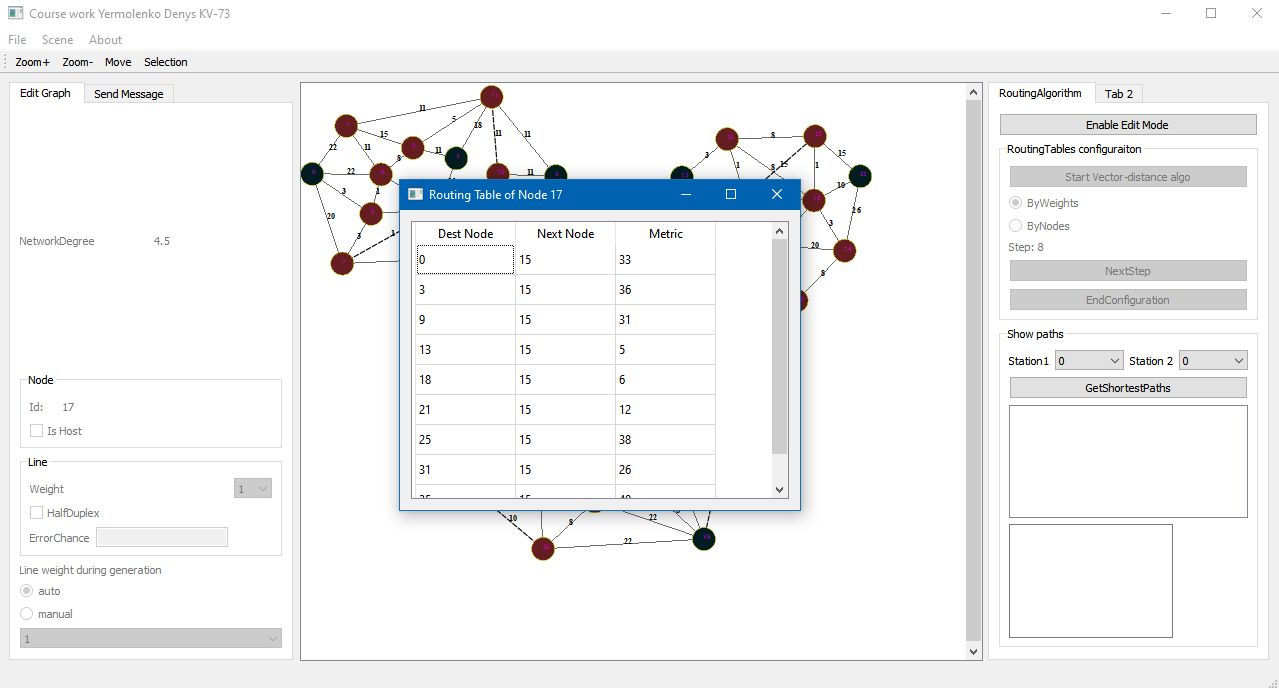 Course work Yermolenko Denys KV-73
File Scene About
Zoom+ Zoom- Move Selection
Edit Graph Send Message
NetworkDegree 4.5
Node
Id: 17
Is Host
Line
Weight 1
HalfDuplex
ErrorChance
Line weight during generation
auto
manual
1
11
5
18
11
11
15
22
11
8
11
11
22
3
1
20
3
1
8
3
1
8
15
1
15
10
26
3
20
8
Routing Table of Node 17
Dest Node Next Node Metric
0 15 33
3 15 36
9 15 31
13 15 5
18 15 6
21 15 12
25 15 38
31 15 26
10
8
22
22
RoutingAlgorithm Tab 2
Enable Edit Mode
RoutingTables configuraiton
Start Vector-distance algo
ByWeights
ByNodes
Step: 8
NextStep
EndConfiguration
Show paths
Station1 0 Station 2 0
GetShortestPaths